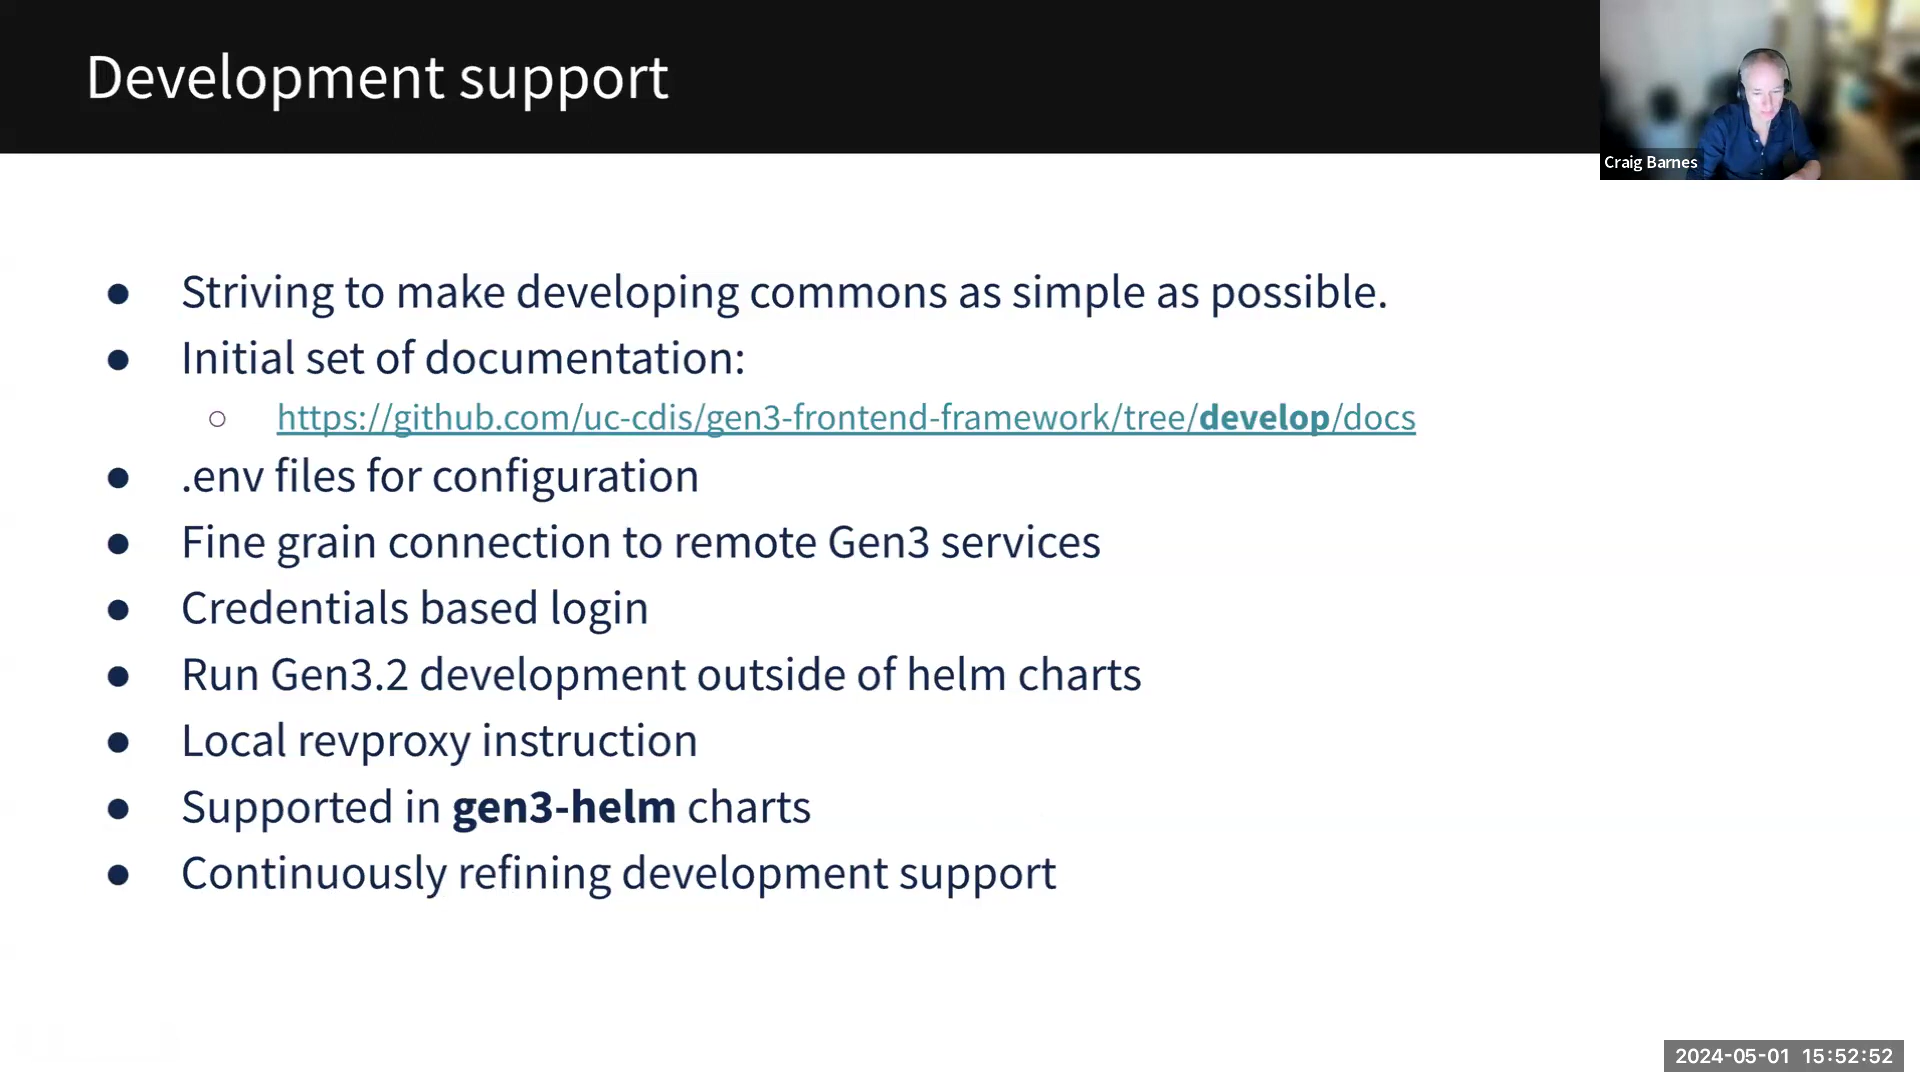 Development support
Craig Barnes
● Striving to make developing commons as simple as possible.
● Initial set of documentation:
○ https://github.com/uc-cdis/gen3-frontend-framework/tree/develop/docs
● .env files for configuration
● Fine grain connection to remote Gen3 services
● Credentials based login
● Run Gen3.2 development outside of helm charts
● Local revproxy instruction
● Supported in gen3-helm charts
● Continuously refining development support
2024-05-01 15:52:52